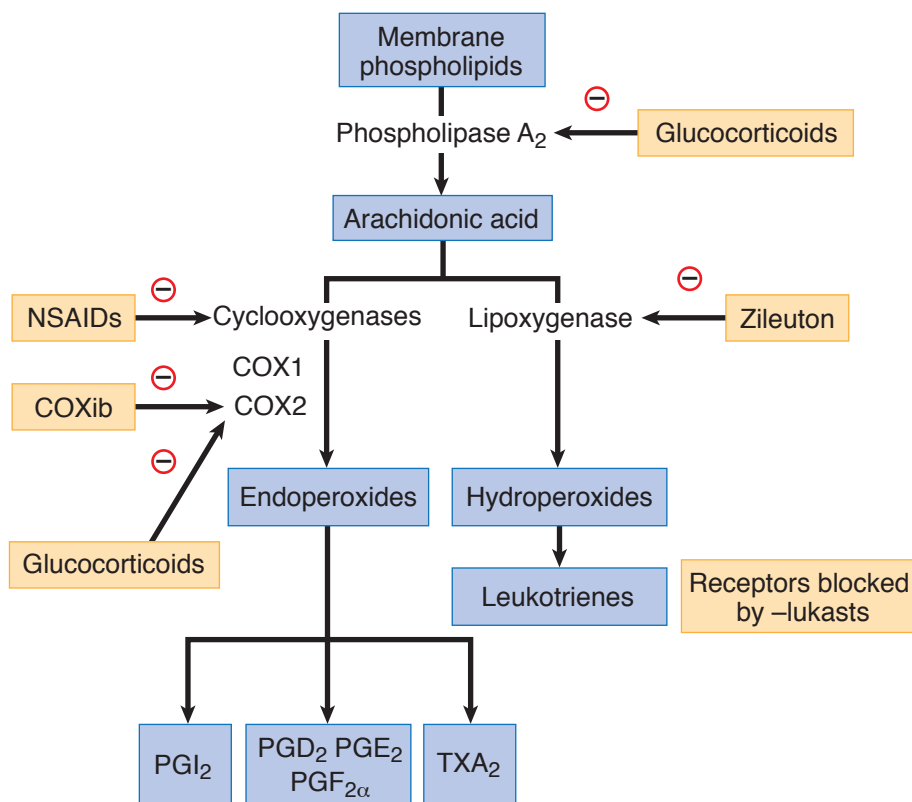 Membrane
phospholipids
Phospholipase A₂
Glucocorticoids
Arachidonic acid
NSAIDs
Cyclooxygenases
Lipoxygenase
Zileuton
COX1
COXib
COX2
Endoperoxides
Hydroperoxides
Glucocorticoids
Leukotrienes
Receptors blocked
by –lukasts
PGI₂
PGD₂ PGE₂
PGF₂α
TXA₂